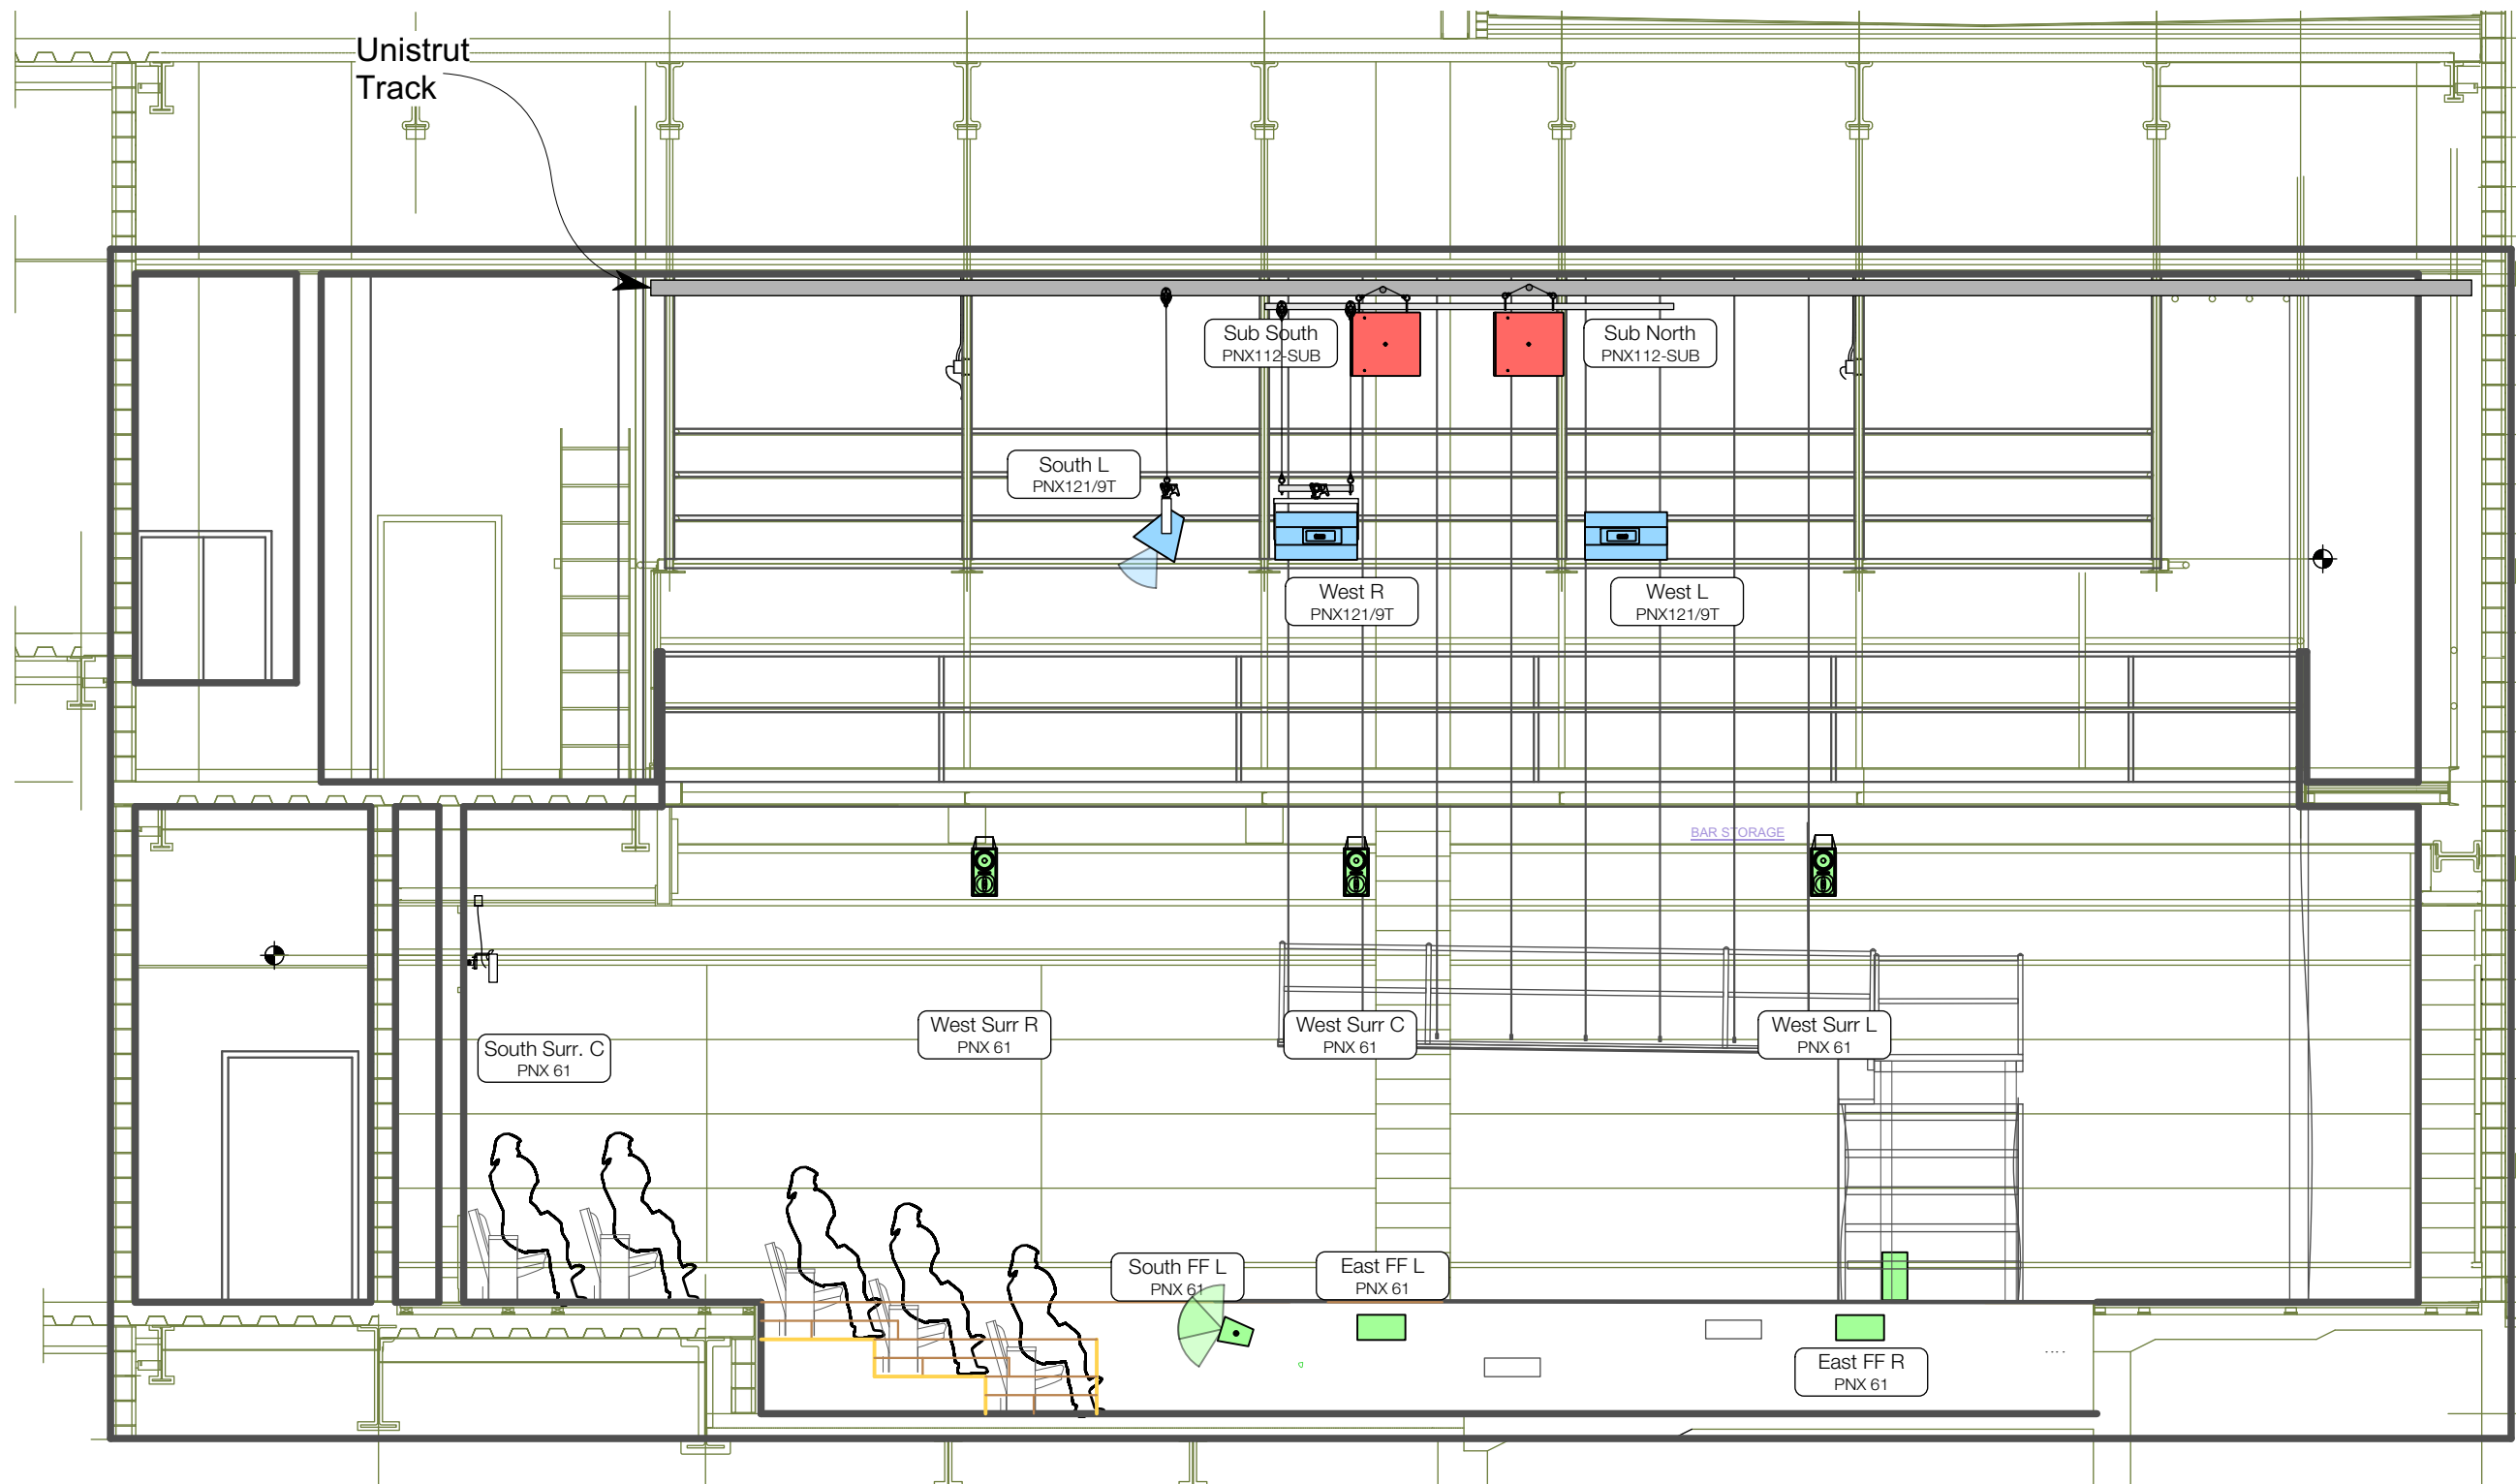 Unistrut
Track
Sub South
PNX112-SUB
Sub North
PNX112-SUB
South L
PNX121/9T
West R
PNX121/9T
West L
PNX121/9T
BAR STORAGE
West Surr R
PNX 61
West Surr C
PNX 61
West Surr L
PNX 61
South Surr. C
PNX 61
South FF L
PNX 61
East FF L
PNX 61
East FF R
PNX 61